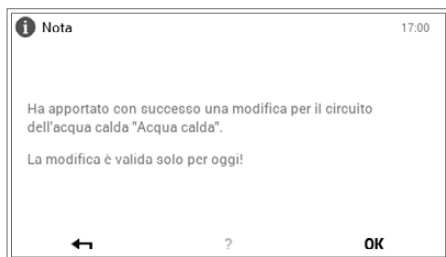 i Nota 17:00
Ha apportato con successo una modifica per il circuito
dell'acqua calda "Acqua calda".
La modifica è valida solo per oggi!
? OK